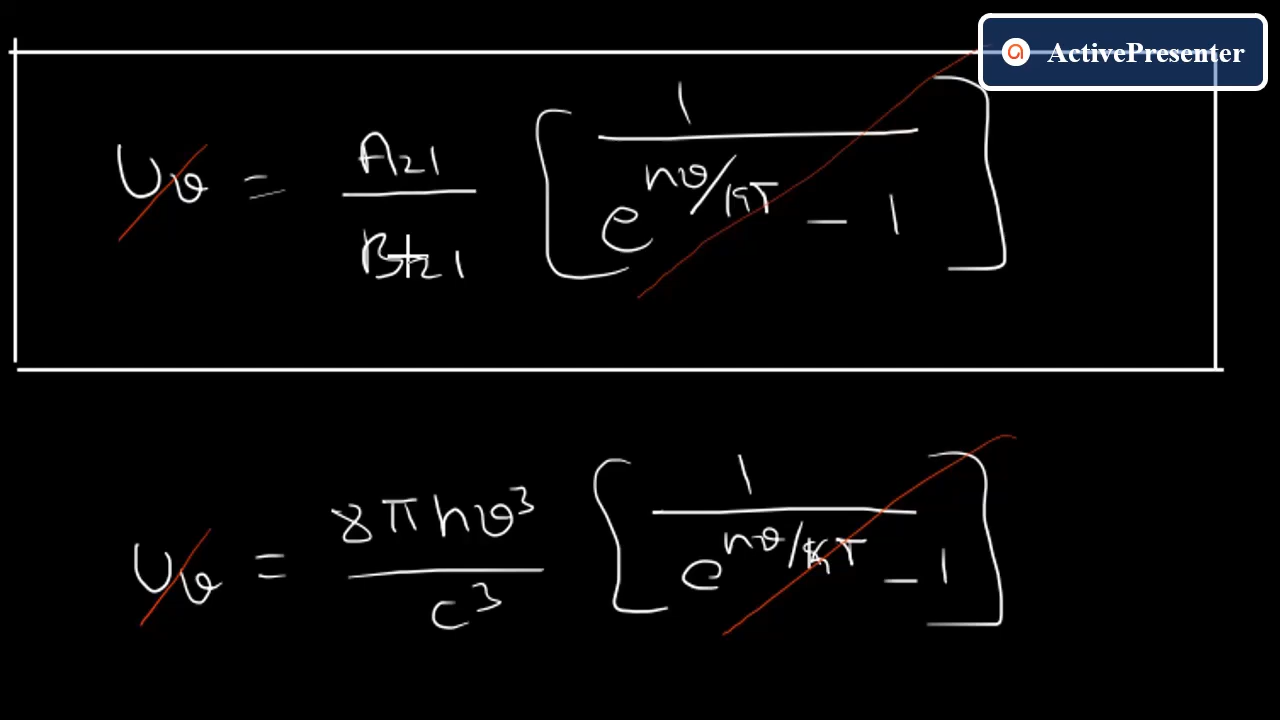 ActivePresenter
Uν = A21/B21 [1/(e^(hν/KT) - 1)]
Uν = 8πhν³/c³ [1/(e^(hν/KT) - 1)]